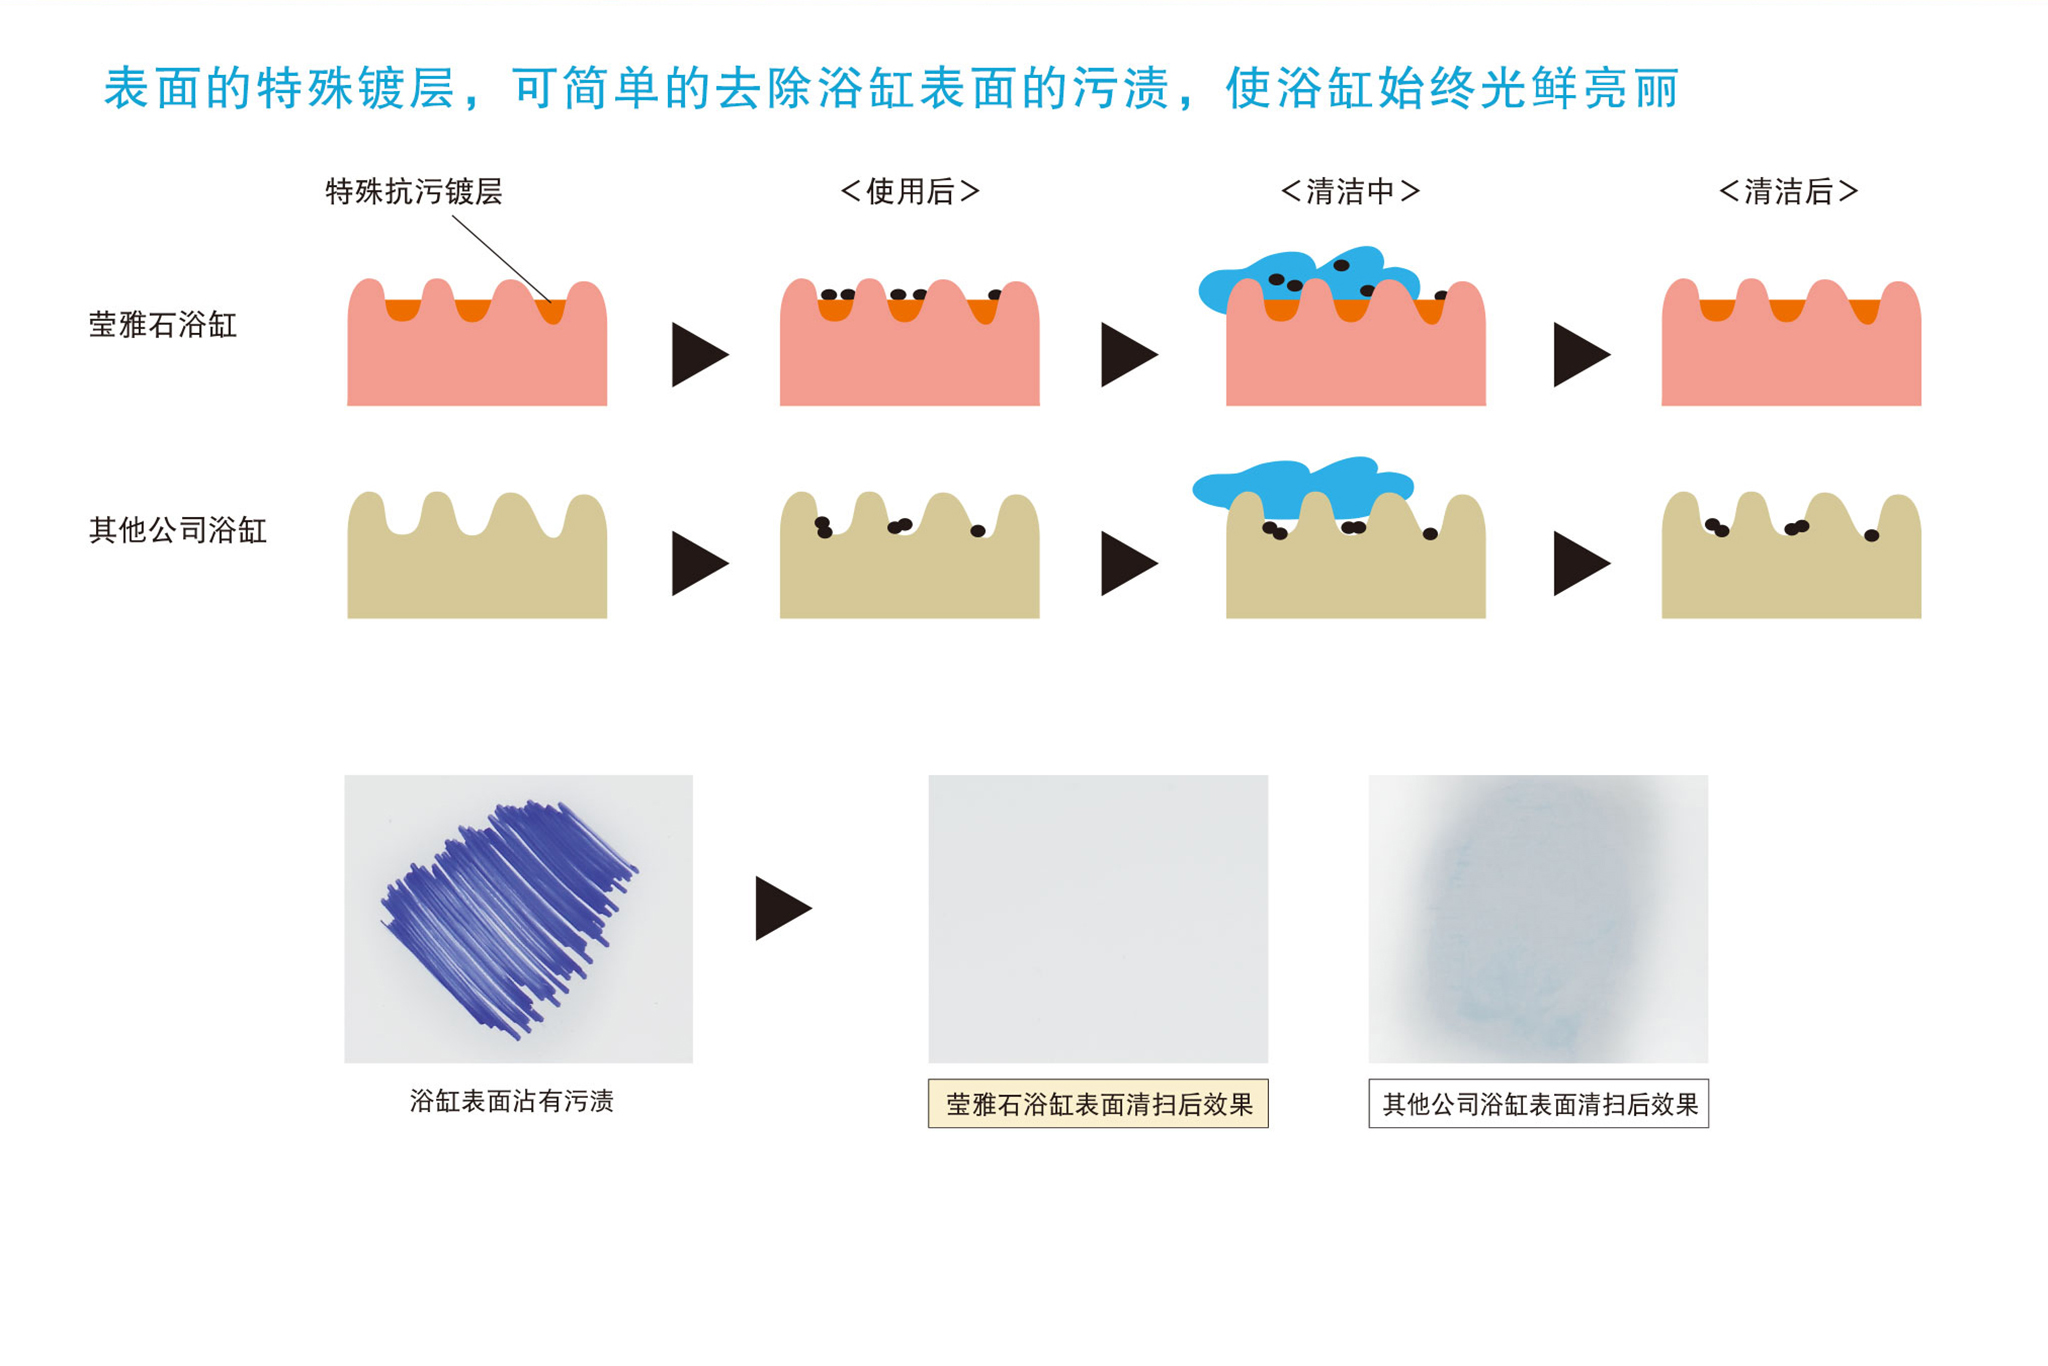 表面的特殊镀层，可简单的去除浴缸表面的污渍，使浴缸始终光鲜亮丽
特殊抗污镀层
＜使用后＞
＜清洁中＞
＜清洁后＞
莹雅石浴缸
其他公司浴缸
浴缸表面沾有污渍
莹雅石浴缸表面清扫后效果
其他公司浴缸表面清扫后效果